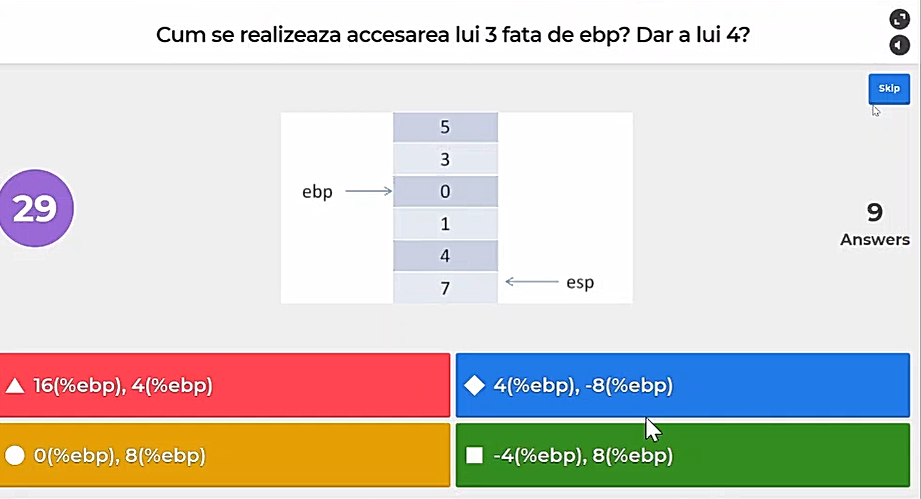 Cum se realizeaza accesarea lui 3 fata de ebp? Dar a lui 4?
Skip
5
3
ebp
0
29
1
9
Answers
4
7
esp
16(%ebp), 4(%ebp)
4(%ebp), -8(%ebp)
0(%ebp), 8(%ebp)
-4(%ebp), 8(%ebp)